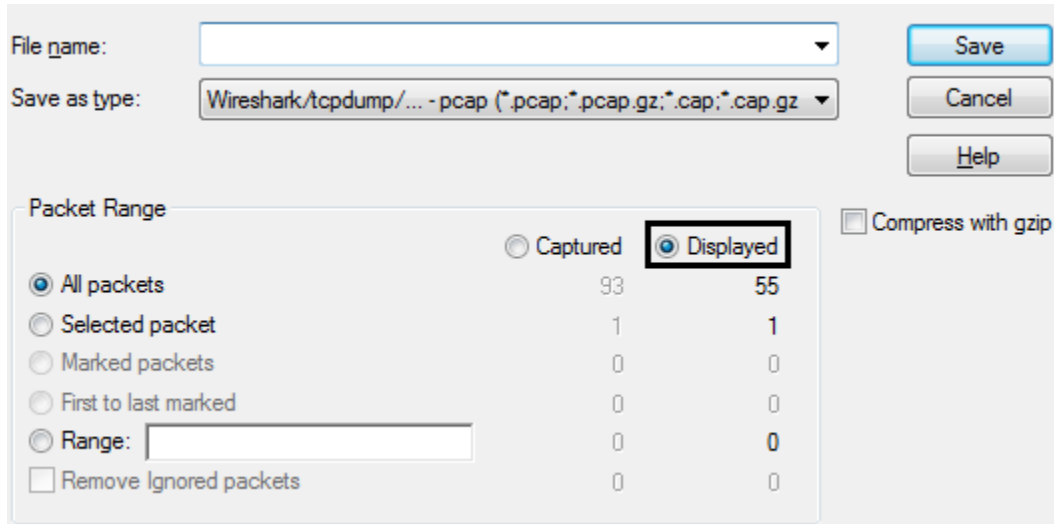 File name:
Save
Save as type: Wireshark/tcpdump/... - pcap (*.pcap;*.pcap.gz;*.cap;*.cap.gz
Cancel
Help
Packet Range
Compress with gzip
Captured Displayed
All packets 93 55
Selected packet 1 1
Marked packets 0 0
First to last marked 0 0
Range: 0 0
Remove Ignored packets 0 0